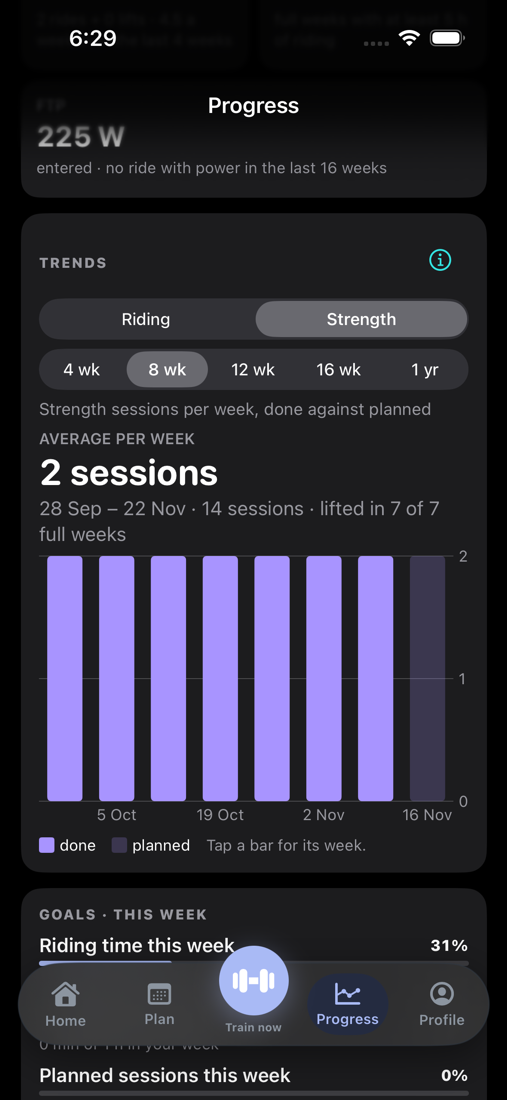 6:29
Progress
FTP
225 W
entered · no ride with power in the last 16 weeks
TRENDS
Riding
Strength
4 wk
8 wk
12 wk
16 wk
1 yr
Strength sessions per week, done against planned
AVERAGE PER WEEK
2 sessions
28 Sep – 22 Nov · 14 sessions · lifted in 7 of 7
full weeks
2
1
0
5 Oct
19 Oct
2 Nov
16 Nov
done
planned
Tap a bar for its week.
GOALS · THIS WEEK
Riding time this week
31%
Home
Plan
Train now
Progress
Profile
Planned sessions this week
0%